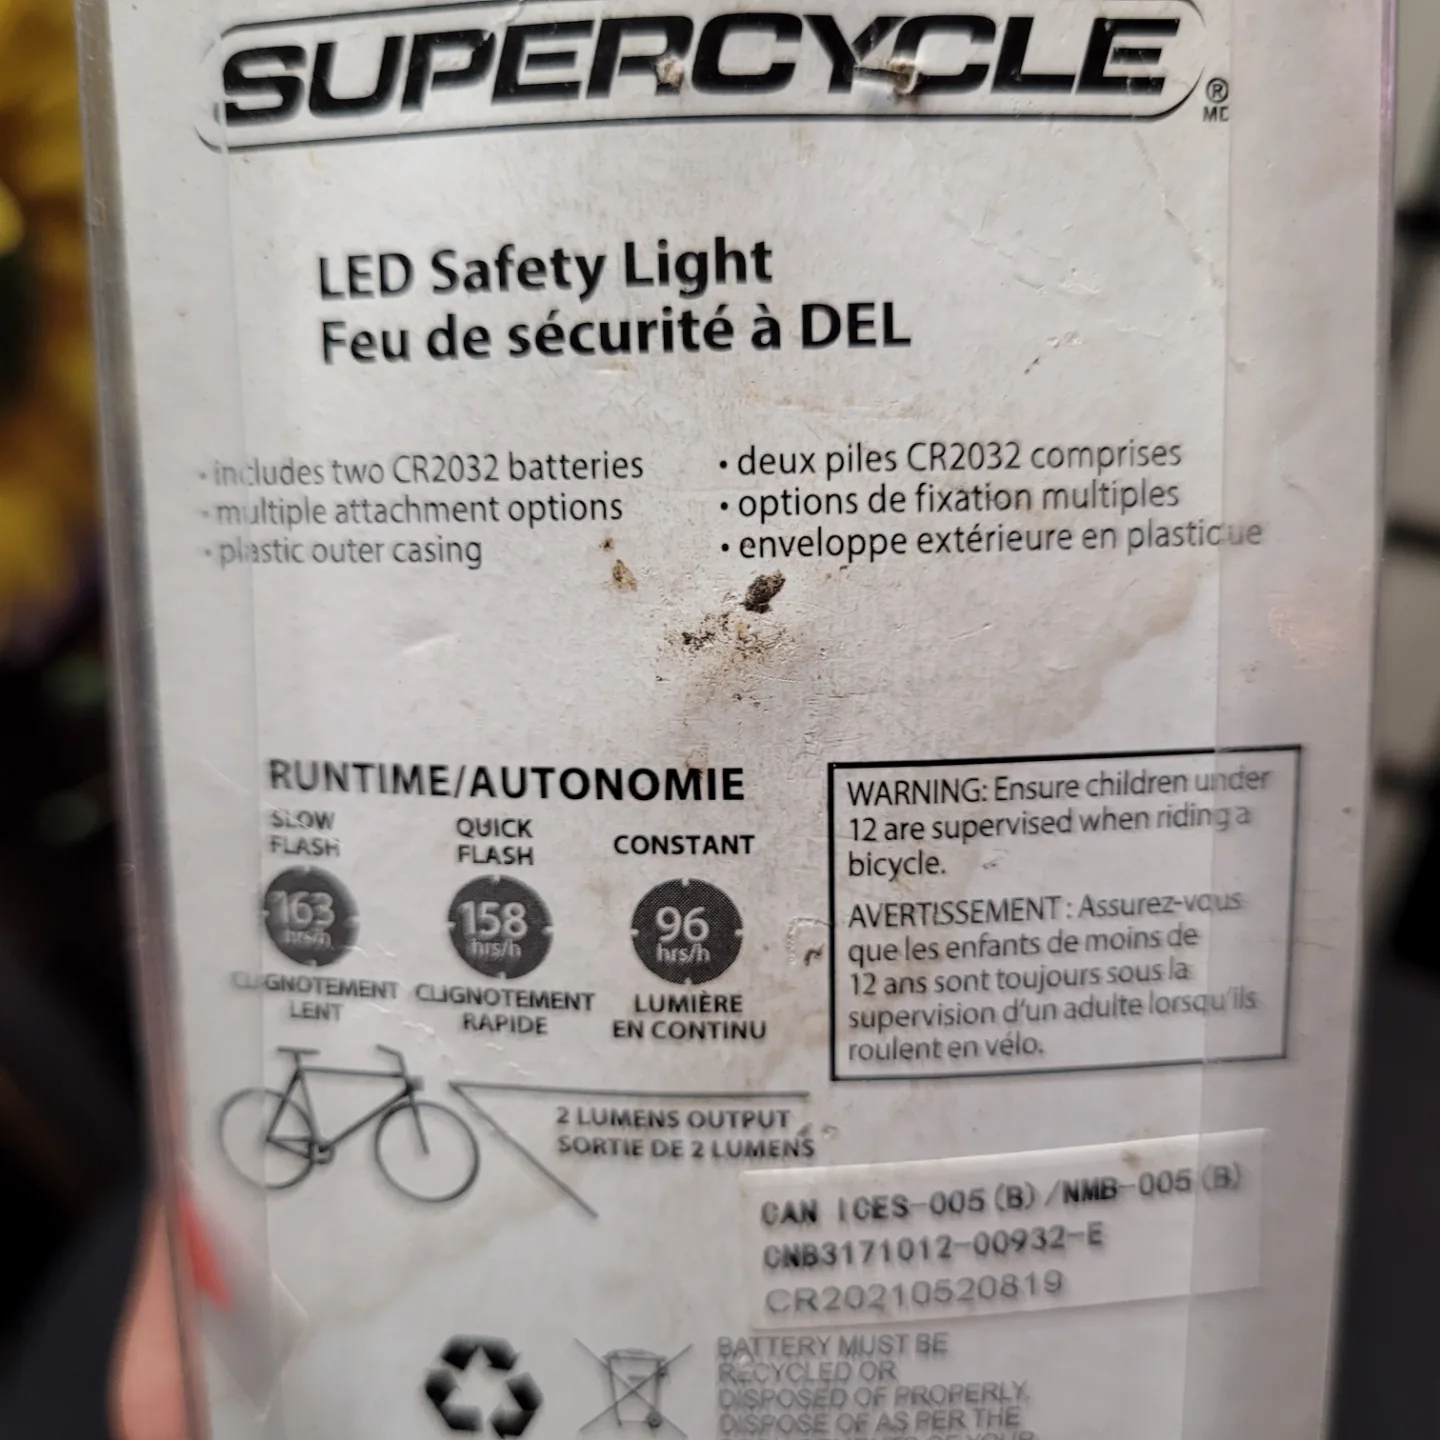 SUPERCYCLE
®
MD
LED Safety Light
Feu de sécurité à DEL
• includes two CR2032 batteries
• multiple attachment options
• plastic outer casing
• deux piles CR2032 comprises
• options de fixation multiples
• enveloppe extérieure en plastique
RUNTIME/AUTONOMIE
SLOW
FLASH
163
hrs/h
CLIGNOTEMENT
LENT
QUICK
FLASH
158
hrs/h
CLIGNOTEMENT
RAPIDE
CONSTANT
96
hrs/h
LUMIÈRE
EN CONTINU
WARNING: Ensure children under
12 are supervised when riding a
bicycle.
AVERTISSEMENT : Assurez-vous
que les enfants de moins de
12 ans sont toujours sous la
supervision d'un adulte lorsqu'ils
roulent en vélo.
2 LUMENS OUTPUT
SORTIE DE 2 LUMENS
CAN ICES-005 (B) /NMB-005 (B)
CNB3171012-00932-E
CR20210520819
BATTERY MUST BE
RECYCLED OR
DISPOSED OF PROPERLY.
DISPOSE OF AS PER THE